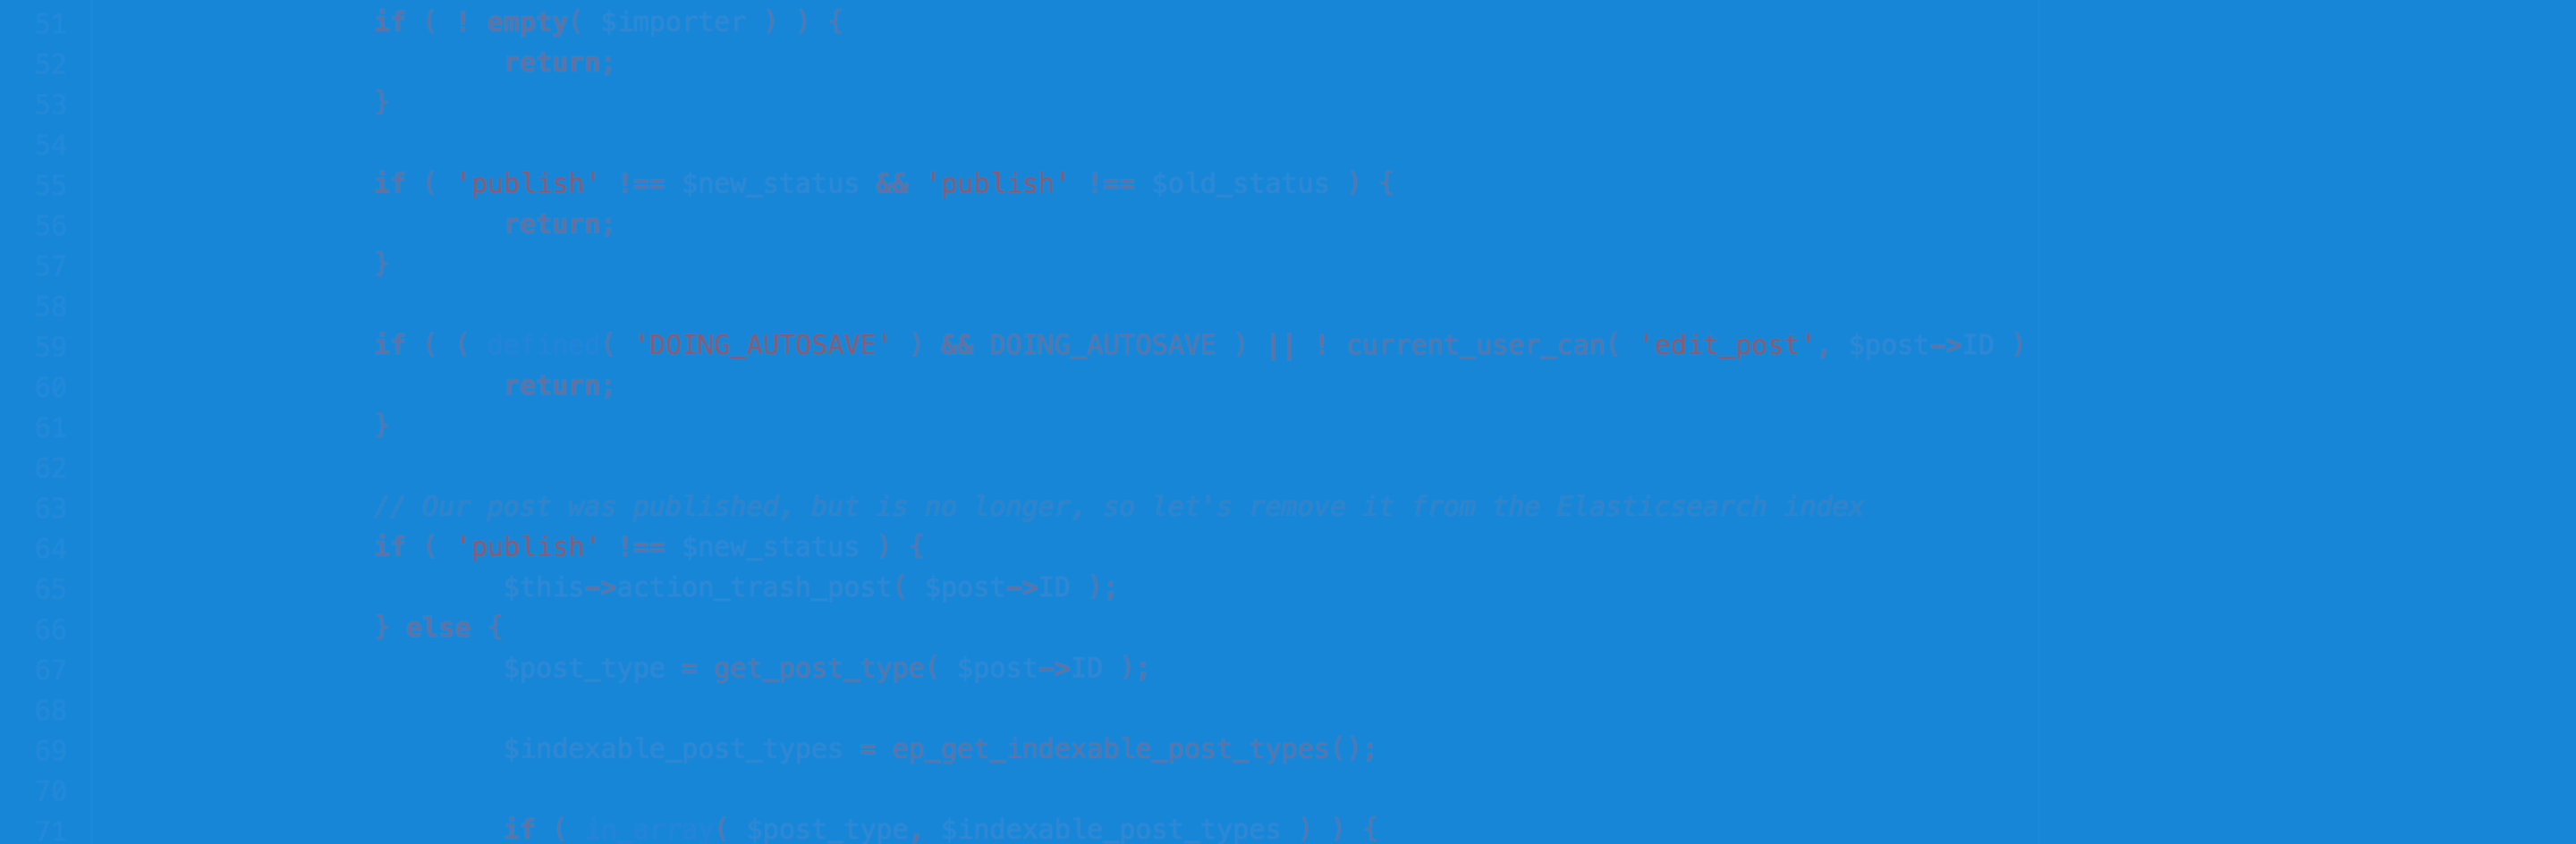 51 if ( ! empty( $importer ) ) {
52 return;
53 }
54
55 if ( 'publish' !== $new_status && 'publish' !== $old_status ) {
56 return;
57 }
58
59 if ( ( defined( 'DOING_AUTOSAVE' ) && DOING_AUTOSAVE ) || ! current_user_can( 'edit_post', $post->ID )
60 return;
61 }
62
63 // Our post was published, but is no longer, so let's remove it from the Elasticsearch index
64 if ( 'publish' !== $new_status ) {
65 $this->action_trash_post( $post->ID );
66 } else {
67 $post_type = get_post_type( $post->ID );
68
69 $indexable_post_types = ep_get_indexable_post_types();
70
71 if ( in_array( $post_type, $indexable_post_types ) ) {